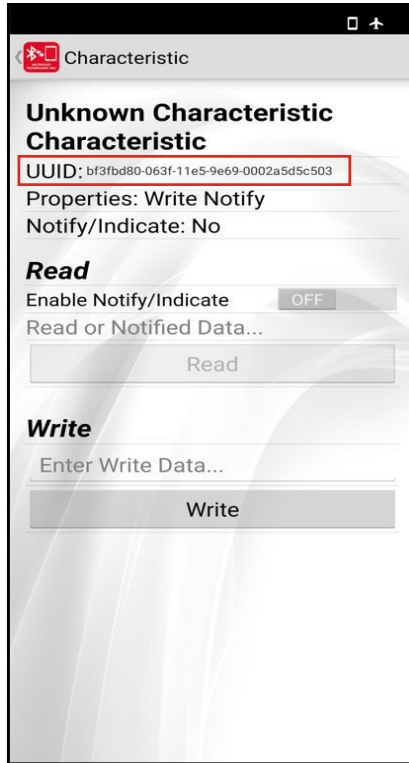 Characteristic
Unknown Characteristic
Characteristic
UUID: bf3fbd80-063f-11e5-9e69-0002a5d5c503
Properties: Write Notify
Notify/Indicate: No
Read
Enable Notify/Indicate OFF
Read or Notified Data...
Read
Write
Enter Write Data...
Write